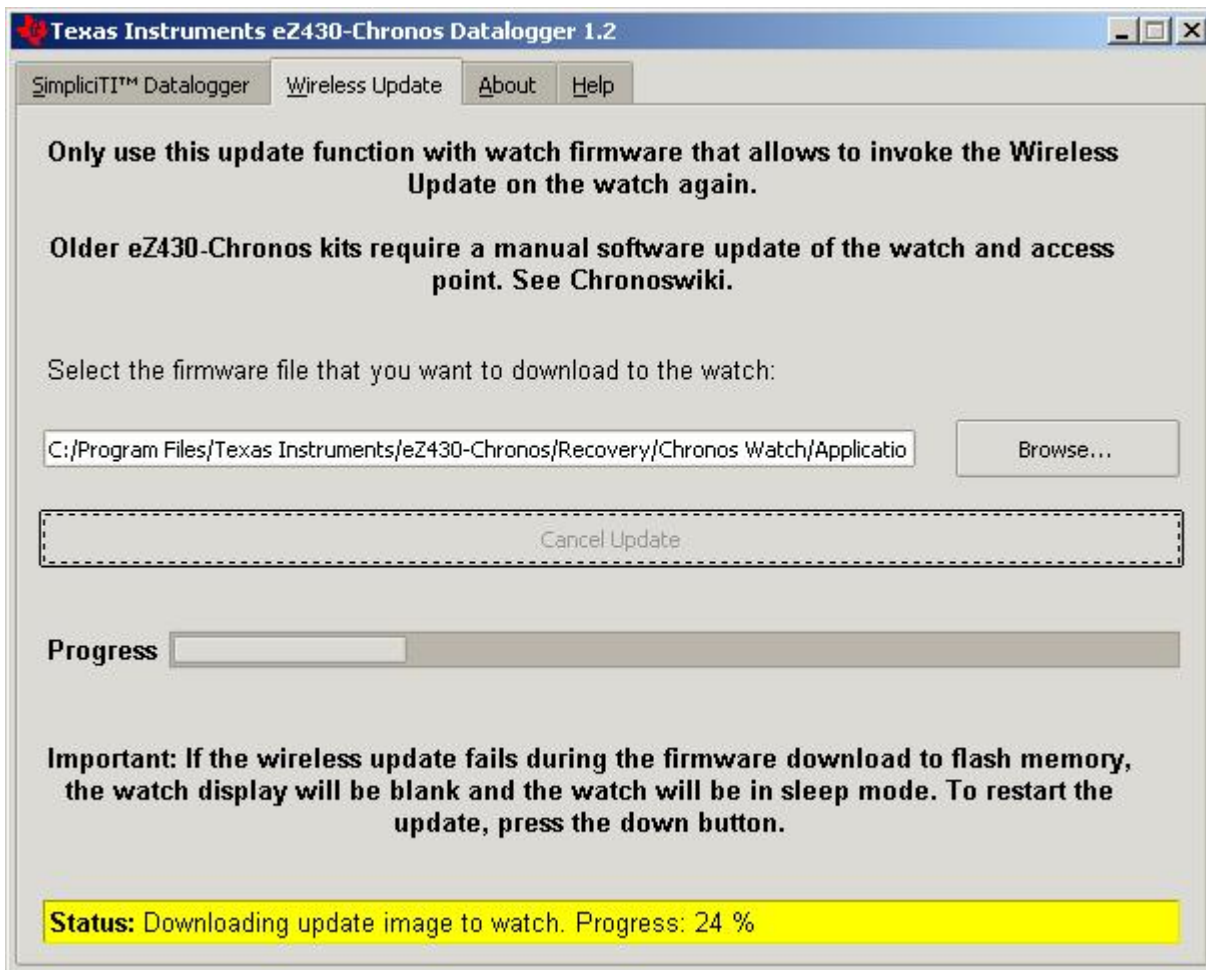 Texas Instruments eZ430-Chronos Datalogger 1.2
SimpliciTI™ Datalogger Wireless Update About Help
Only use this update function with watch firmware that allows to invoke the Wireless
Update on the watch again.
Older eZ430-Chronos kits require a manual software update of the watch and access
point. See Chronoswiki.
Select the firmware file that you want to download to the watch:
C:/Program Files/Texas Instruments/eZ430-Chronos/Recovery/Chronos Watch/Applicatio Browse...
Cancel Update
Progress
Important: If the wireless update fails during the firmware download to flash memory,
the watch display will be blank and the watch will be in sleep mode. To restart the
update, press the down button.
Status: Downloading update image to watch. Progress: 24 %